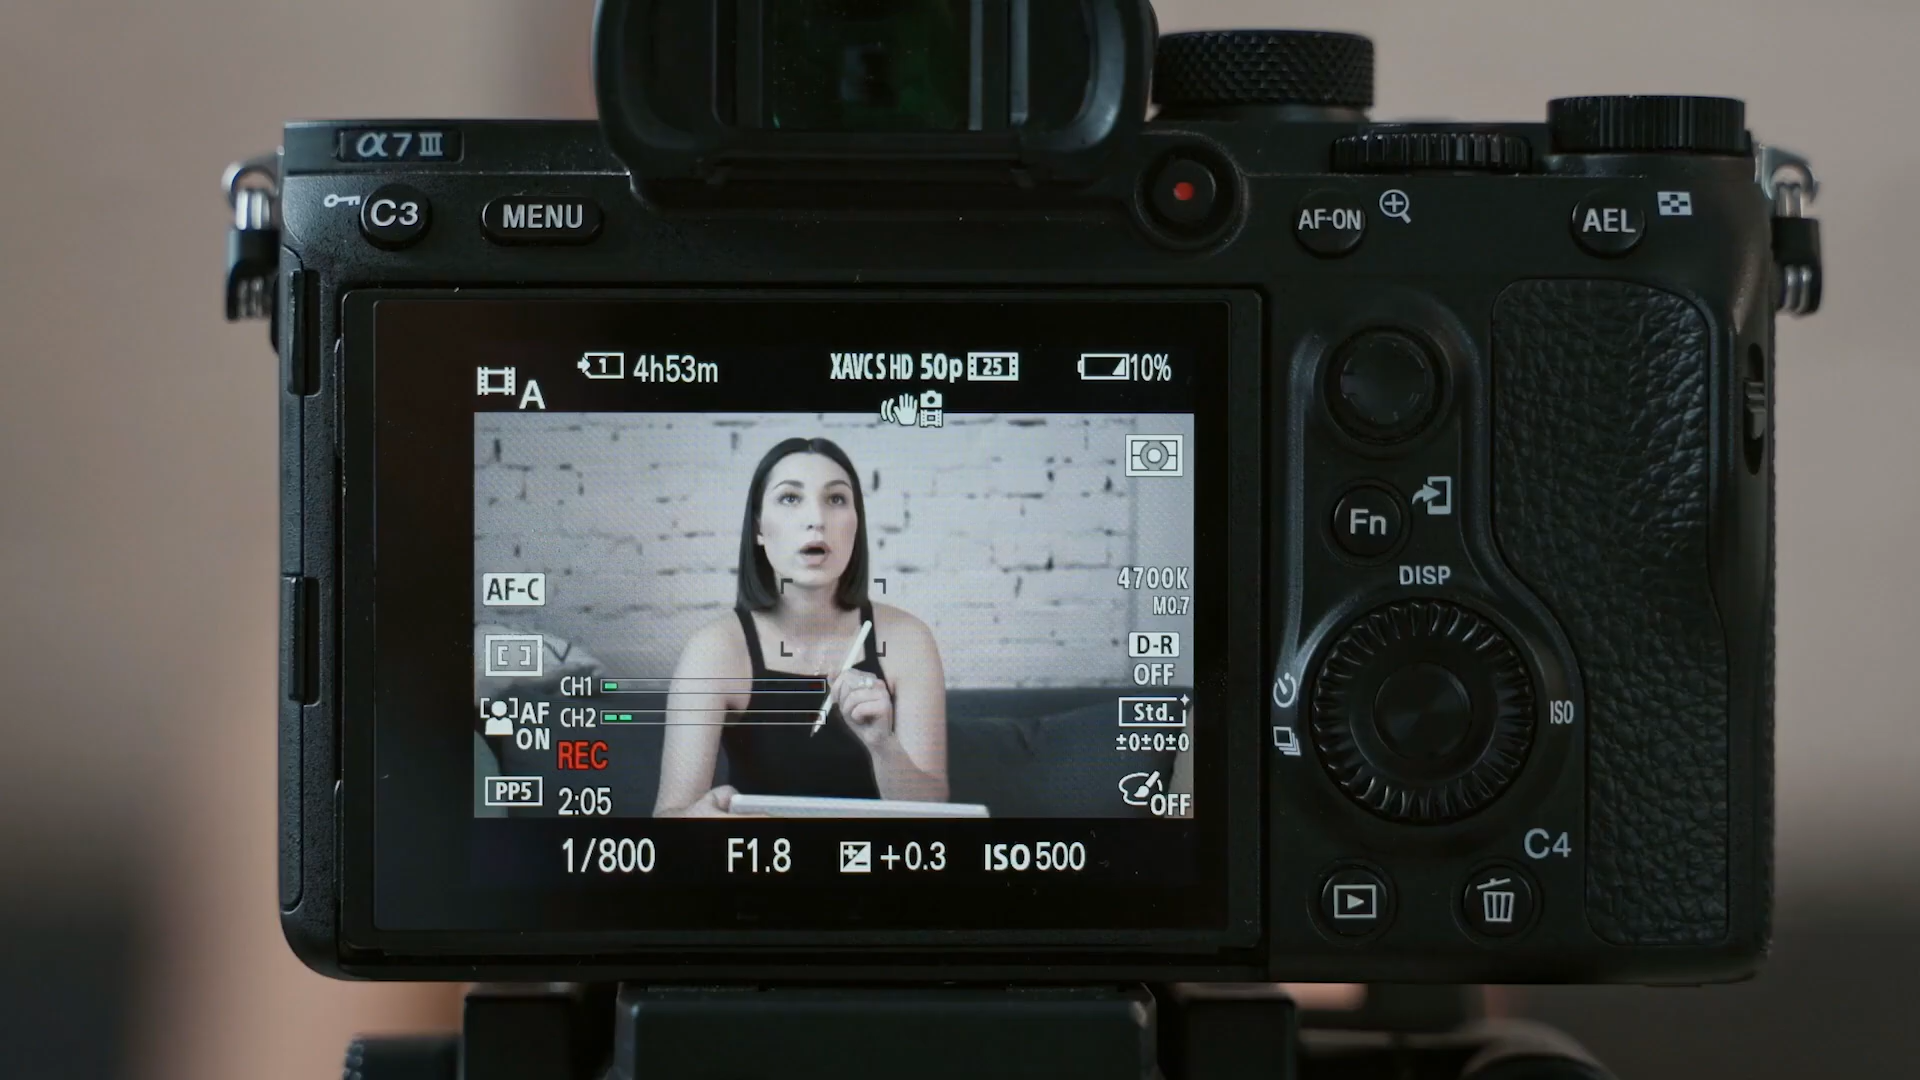 α7III
C3
MENU
AF-ON
AEL
1 4h53m
XAVC S HD 50p 25
10%
A
AF-C
4700K
M0.7
D-R
OFF
CH1
CH2
AF
ON
REC
PP5
2:05
Std.
±0±0±0
OFF
1/800 F1.8 +0.3 ISO 500
Fn
DISP
ISO
C4